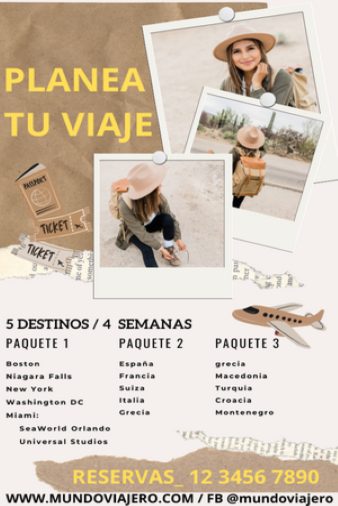 PLANEA
TU VIAJE
PASSPORT
TICKET
TICKET
5 DESTINOS / 4 SEMANAS
PAQUETE 1
Boston
Niagara Falls
New York
Washington DC
Miami:
SeaWorld Orlando
Universal Studios
PAQUETE 2
España
Francia
Suiza
Italia
Grecia
PAQUETE 3
grecia
Macedonia
Turquia
Croacia
Montenegro
RESERVAS_ 12 3456 7890
WWW.MUNDOVIAJERO.COM / FB @mundoviajero